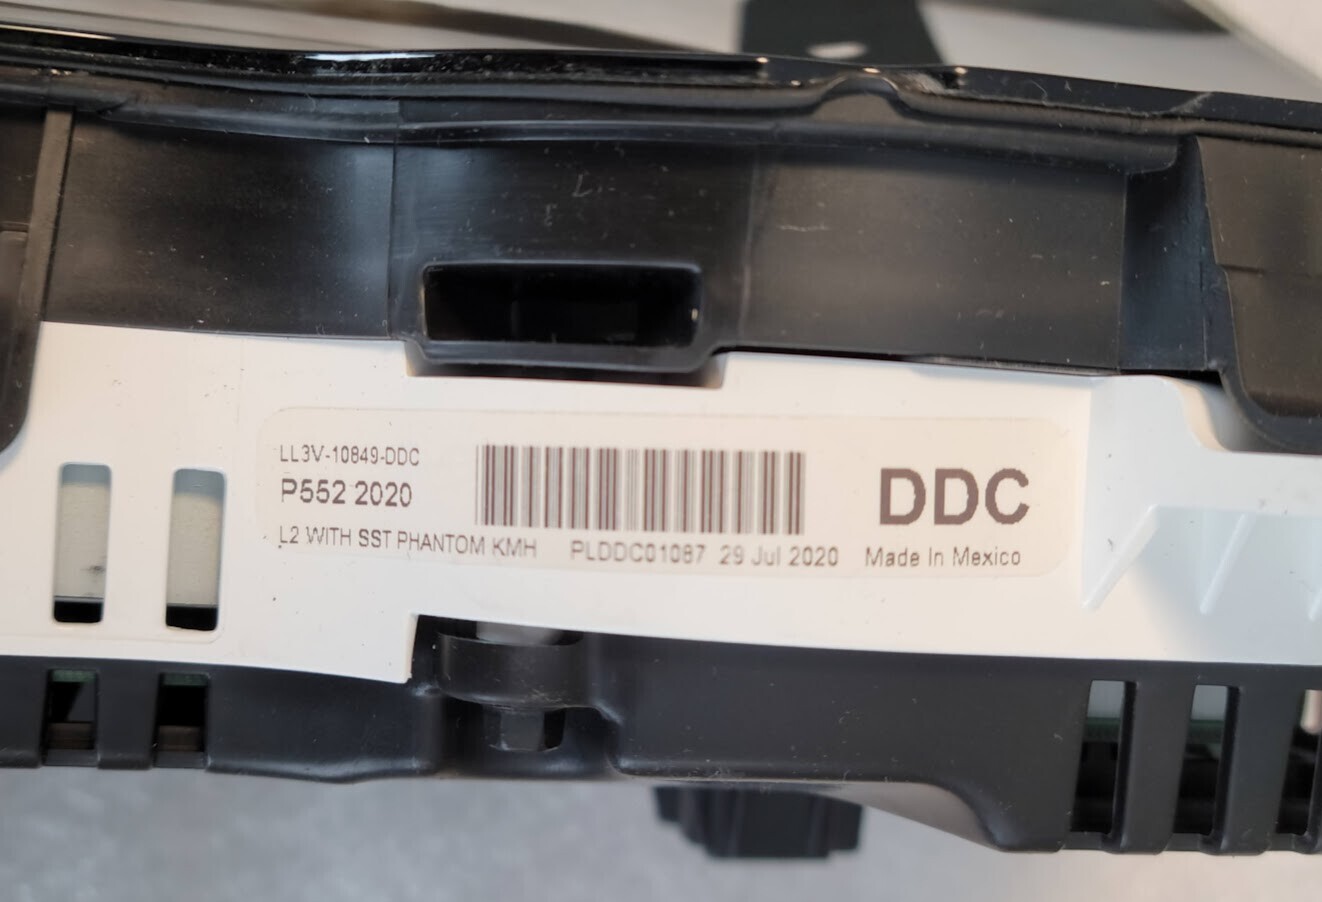 LL3V-10849-DDC
P552 2020
L2 WITH SST PHANTOM KMH
PLDDC01087 29 Jul 2020
DDC
Made In Mexico